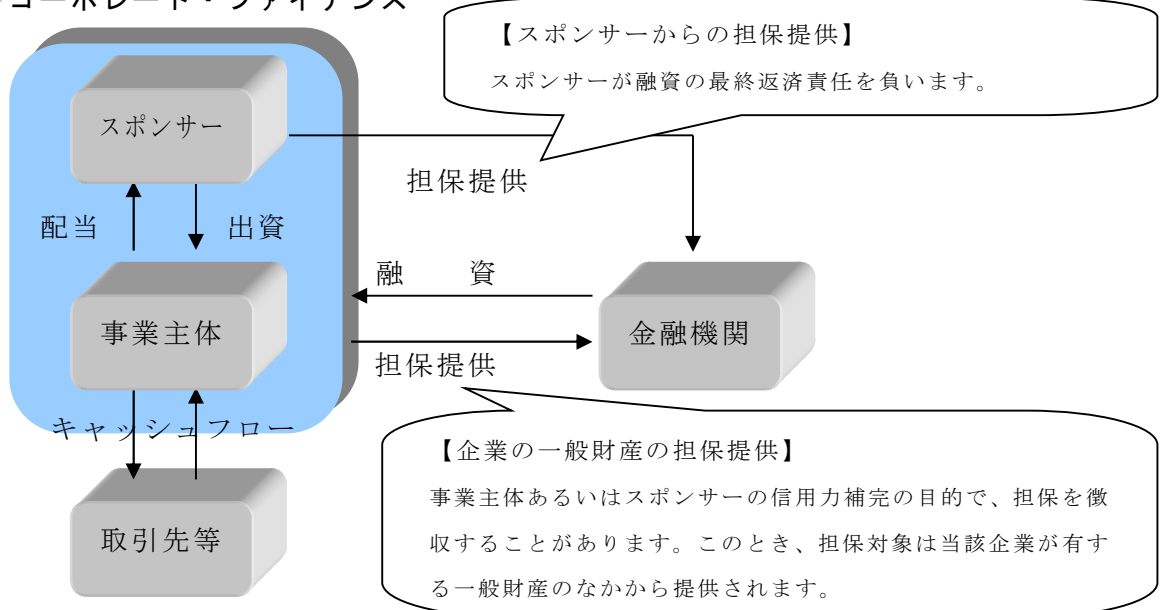 コーポレート・ファイナンス
【スポンサーからの担保提供】
スポンサーが融資の最終返済責任を負います。
スポンサー
担保提供
配当
出資
融 資
事業主体
金融機関
担保提供
キャッシュフロー
【企業の一般財産の担保提供】
事業主体あるいはスポンサーの信用力補完の目的で、担保を徴
収することがあります。このとき、担保対象は当該企業が有す
る一般財産のなかから提供されます。
取引先等